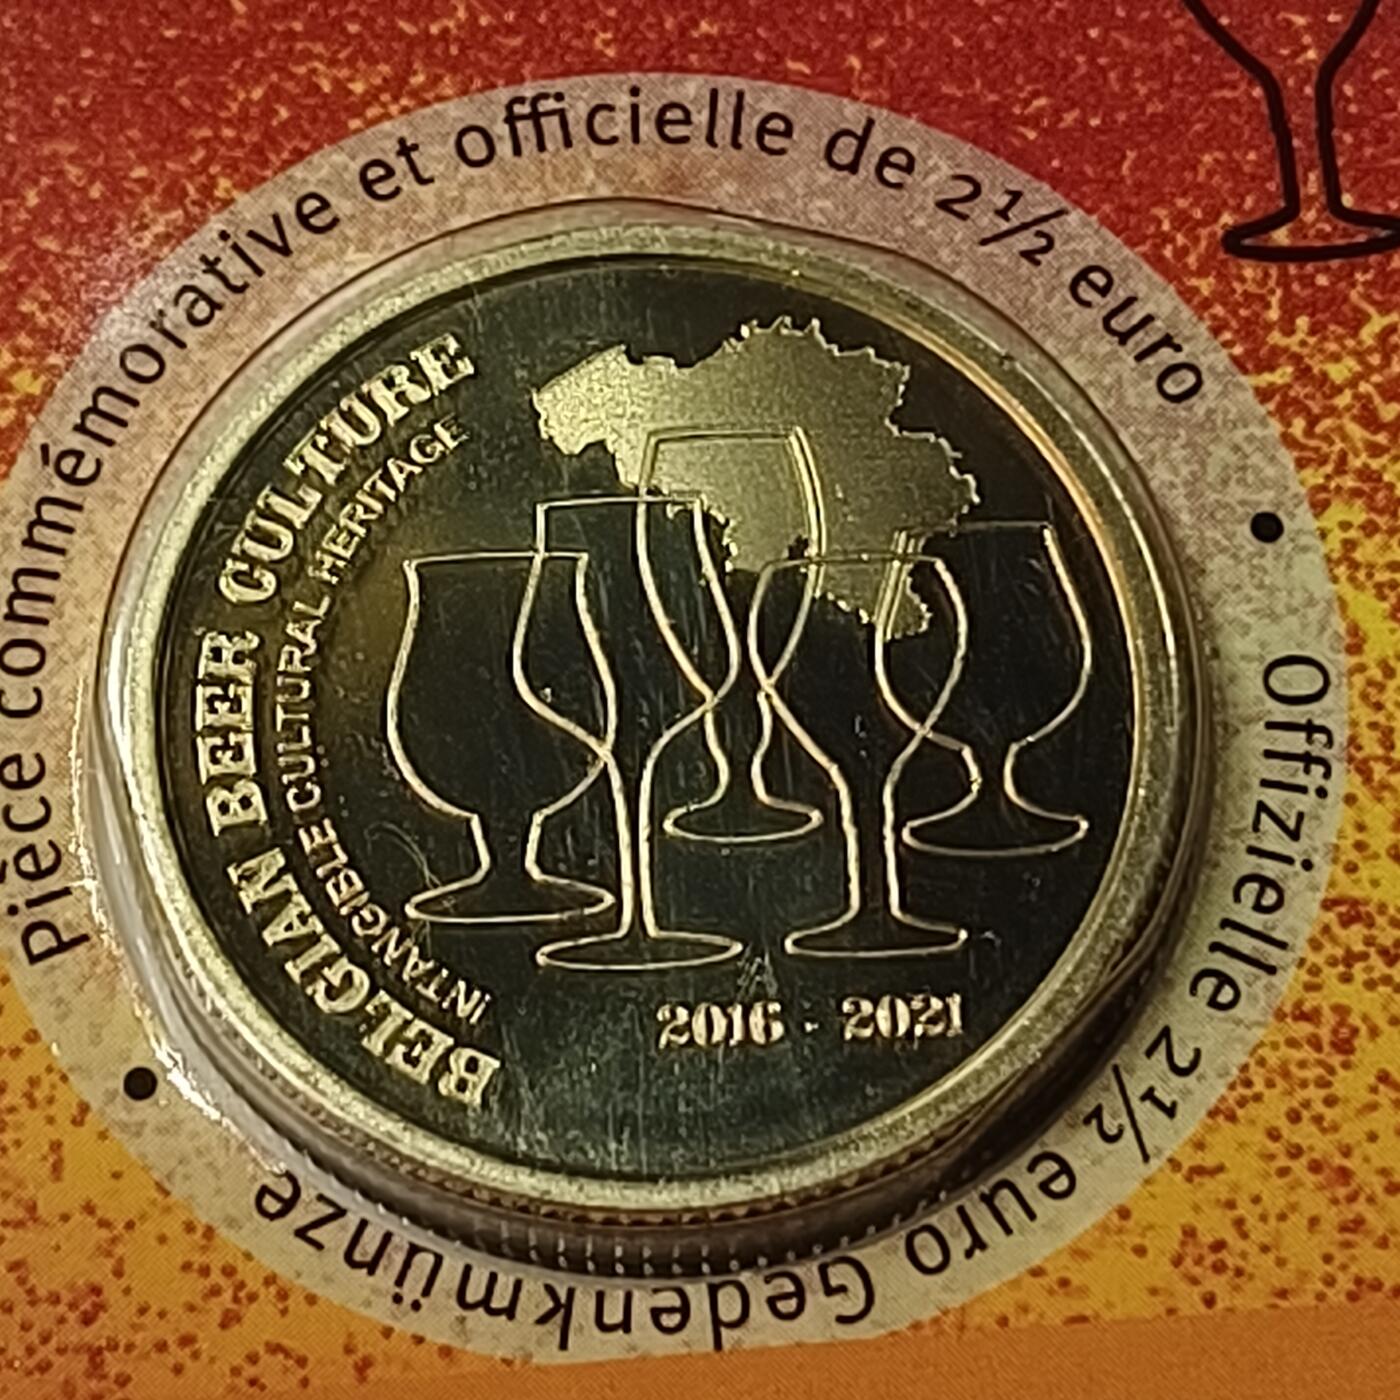 Pièce commémorative et officielle de 2½ euro
Offizielle 2½ euro Gedenkmünze
BELGIAN BEER CULTURE
INTANGIBLE CULTURAL HERITAGE
2016 - 2021